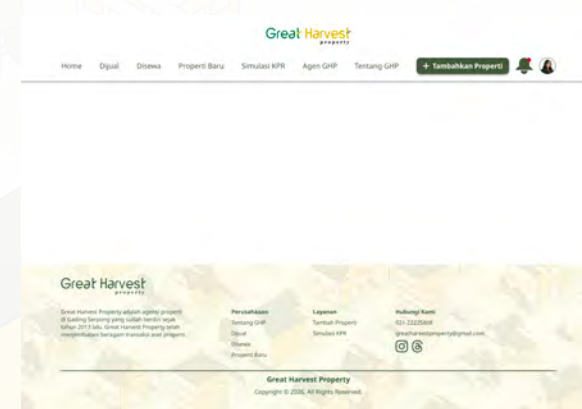 Great Harvest
property
Home Dijual Disewa Properti Baru Simulasi KPR Agen GHP Tentang GHP + Tambahkan Properti
Great Harvest
property
Great Harvest Property adalah agensi properti
di Gading Serpong yang sudah berdiri sejak
tahun 2013 lalu. Great Harvest Property telah
menjembatani beragam transaksi aset properti.
Perusahaan
Tentang GHP
Dijual
Disewa
Properti Baru
Layanan
Tambah Properti
Simulasi KPR
Hubungi Kami
greatharvestproperty@gmail.com
Great Harvest Property
Copyright © 2026, All Rights Reserved.